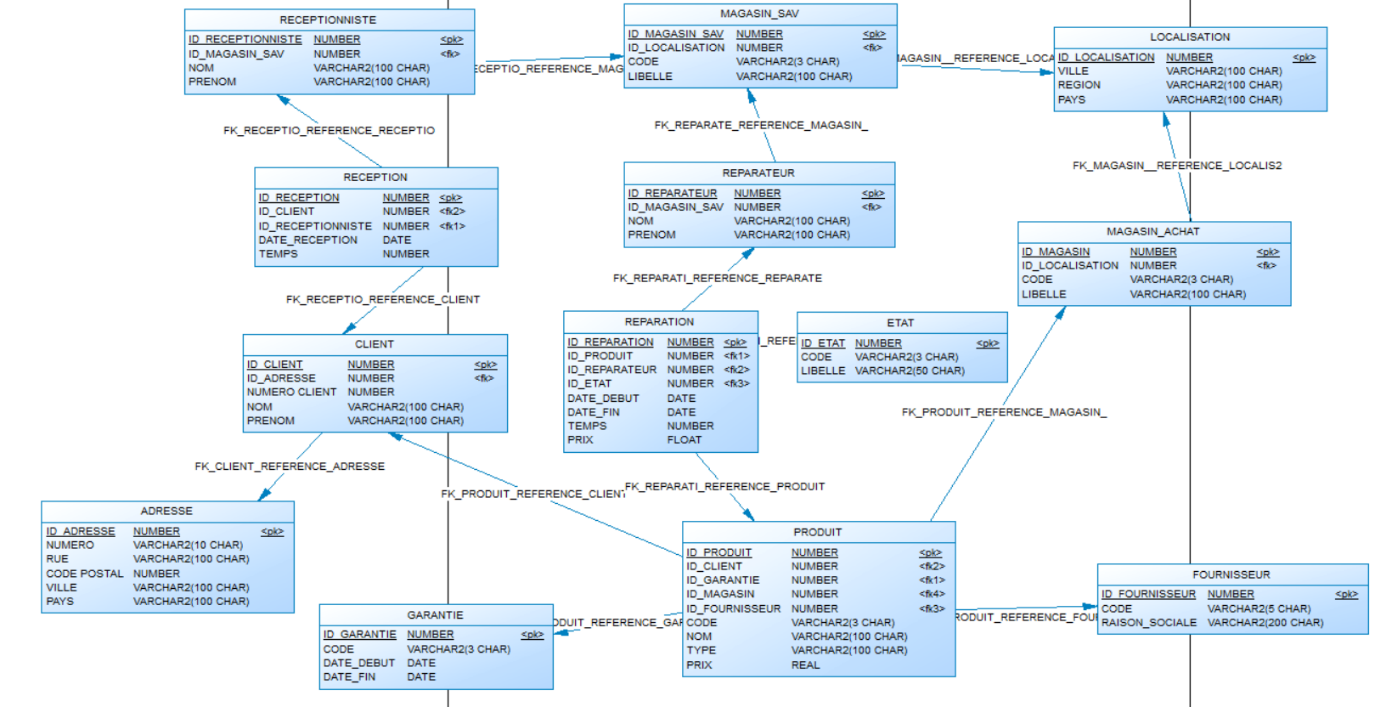 RECEPTIONNISTE
ID_RECEPTIONNISTE NUMBER <pk>
ID_MAGASIN_SAV NUMBER <fk>
NOM VARCHAR2(100 CHAR)
PRENOM VARCHAR2(100 CHAR)
MAGASIN_SAV
ID_MAGASIN_SAV NUMBER <pk>
ID_LOCALISATION NUMBER <fk>
CODE VARCHAR2(3 CHAR)
LIBELLE VARCHAR2(100 CHAR)
LOCALISATION
ID_LOCALISATION NUMBER <pk>
VILLE VARCHAR2(100 CHAR)
REGION VARCHAR2(100 CHAR)
PAYS VARCHAR2(100 CHAR)
ECEPTIO_REFERENCE_MAG
IAGASIN__REFERENCE_LOCA
FK_RECEPTIO_REFERENCE_RECEPTIO
FK_REPARATE_REFERENCE_MAGASIN_
FK_MAGASIN__REFERENCE_LOCALIS2
RECEPTION
ID_RECEPTION NUMBER <pk>
ID_CLIENT NUMBER <fk2>
ID_RECEPTIONNISTE NUMBER <fk1>
DATE_RECEPTION DATE
TEMPS NUMBER
REPARATEUR
ID_REPARATEUR NUMBER <pk>
ID_MAGASIN_SAV NUMBER <fk>
NOM VARCHAR2(100 CHAR)
PRENOM VARCHAR2(100 CHAR)
MAGASIN_ACHAT
ID_MAGASIN NUMBER <pk>
ID_LOCALISATION NUMBER <fk>
CODE VARCHAR2(3 CHAR)
LIBELLE VARCHAR2(100 CHAR)
FK_RECEPTIO_REFERENCE_CLIENT
FK_REPARATI_REFERENCE_REPARATE
CLIENT
ID_CLIENT NUMBER <pk>
ID_ADRESSE NUMBER <fk>
NUMERO CLIENT NUMBER
NOM VARCHAR2(100 CHAR)
PRENOM VARCHAR2(100 CHAR)
REPARATION
ID_REPARATION NUMBER <pk>
ID_PRODUIT NUMBER <fk1>
ID_REPARATEUR NUMBER <fk2>
ID_ETAT NUMBER <fk3>
DATE_DEBUT DATE
DATE_FIN DATE
TEMPS NUMBER
PRIX FLOAT
I_REFE
ETAT
ID_ETAT NUMBER <pk>
CODE VARCHAR2(3 CHAR)
LIBELLE VARCHAR2(50 CHAR)
FK_PRODUIT_REFERENCE_MAGASIN_
FK_CLIENT_REFERENCE_ADRESSE
FK_PRODUIT_REFERENCE_CLIENT
FK_REPARATI_REFERENCE_PRODUIT
ADRESSE
ID_ADRESSE NUMBER <pk>
NUMERO VARCHAR2(10 CHAR)
RUE VARCHAR2(100 CHAR)
CODE POSTAL NUMBER
VILLE VARCHAR2(100 CHAR)
PAYS VARCHAR2(100 CHAR)
PRODUIT
ID_PRODUIT NUMBER <pk>
ID_CLIENT NUMBER <fk2>
ID_GARANTIE NUMBER <fk1>
ID_MAGASIN NUMBER <fk4>
ID_FOURNISSEUR NUMBER <fk3>
CODE VARCHAR2(3 CHAR)
NOM VARCHAR2(100 CHAR)
TYPE VARCHAR2(100 CHAR)
PRIX REAL
FOURNISSEUR
ID_FOURNISSEUR NUMBER <pk>
CODE VARCHAR2(5 CHAR)
RAISON_SOCIALE VARCHAR2(200 CHAR)
GARANTIE
ID_GARANTIE NUMBER <pk>
CODE VARCHAR2(3 CHAR)
DATE_DEBUT DATE
DATE_FIN DATE
ODUIT_REFERENCE_GAR
RODUIT_REFERENCE_FOU